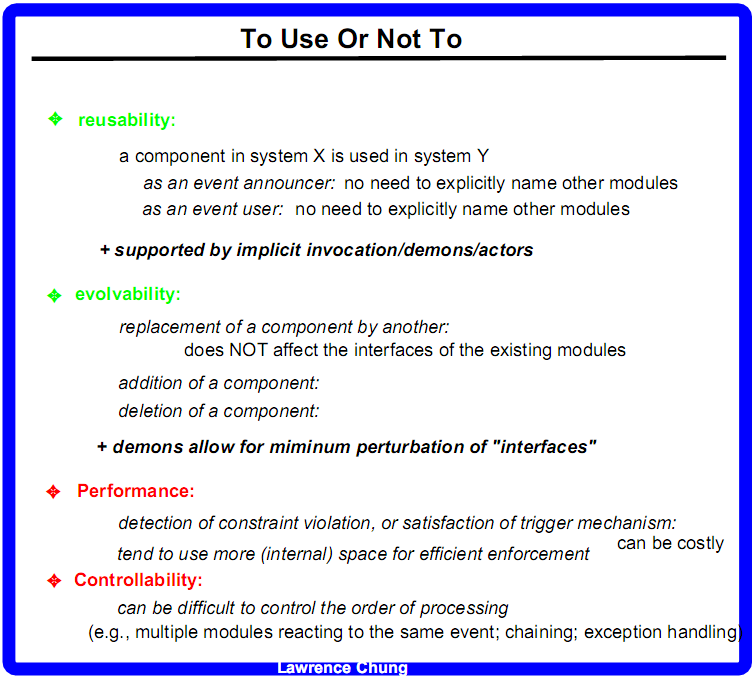 To Use Or Not To
reusability:
a component in system X is used in system Y
as an event announcer: no need to explicitly name other modules
as an event user: no need to explicitly name other modules
+ supported by implicit invocation/demons/actors
evolvability:
replacement of a component by another:
does NOT affect the interfaces of the existing modules
addition of a component:
deletion of a component:
+ demons allow for miminum perturbation of "interfaces"
Performance:
detection of constraint violation, or satisfaction of trigger mechanism:
can be costly
tend to use more (internal) space for efficient enforcement
Controllability:
can be difficult to control the order of processing
(e.g., multiple modules reacting to the same event; chaining; exception handling)
Lawrence Chung